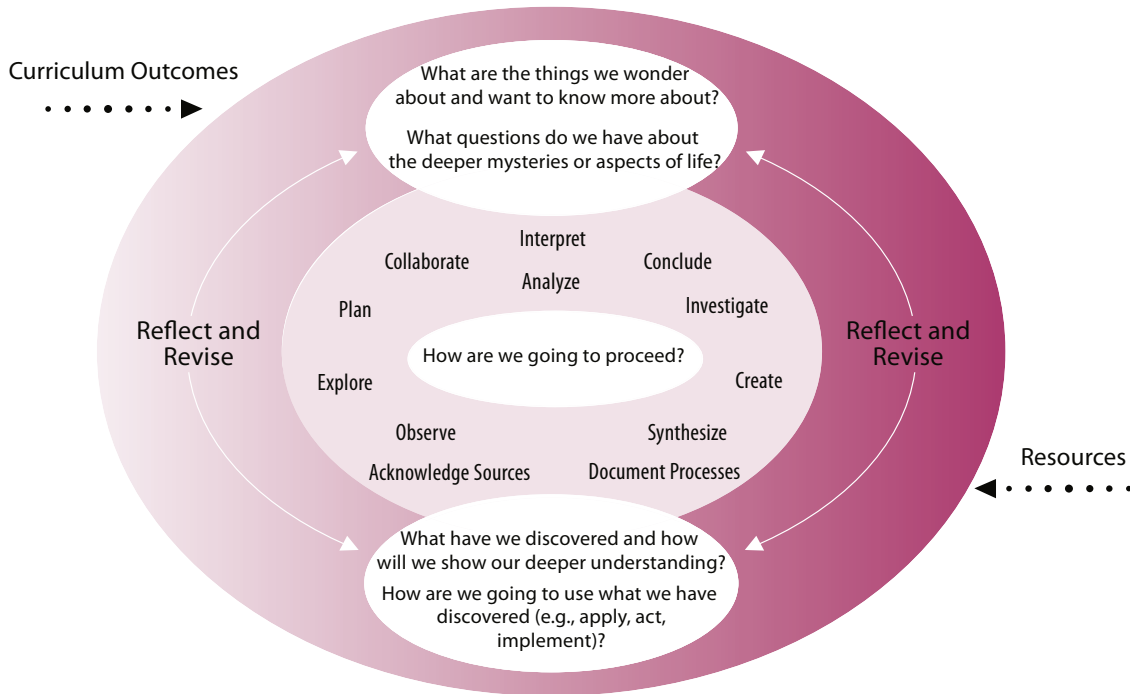 Curriculum Outcomes
What are the things we wonder
about and want to know more about?
What questions do we have about
the deeper mysteries or aspects of life?
Interpret
Collaborate
Conclude
Analyze
Plan
Investigate
Reflect and
Revise
How are we going to proceed?
Reflect and
Revise
Explore
Create
Observe
Synthesize
Acknowledge Sources
Document Processes
Resources
What have we discovered and how
will we show our deeper understanding?
How are we going to use what we have
discovered (e.g., apply, act,
implement)?